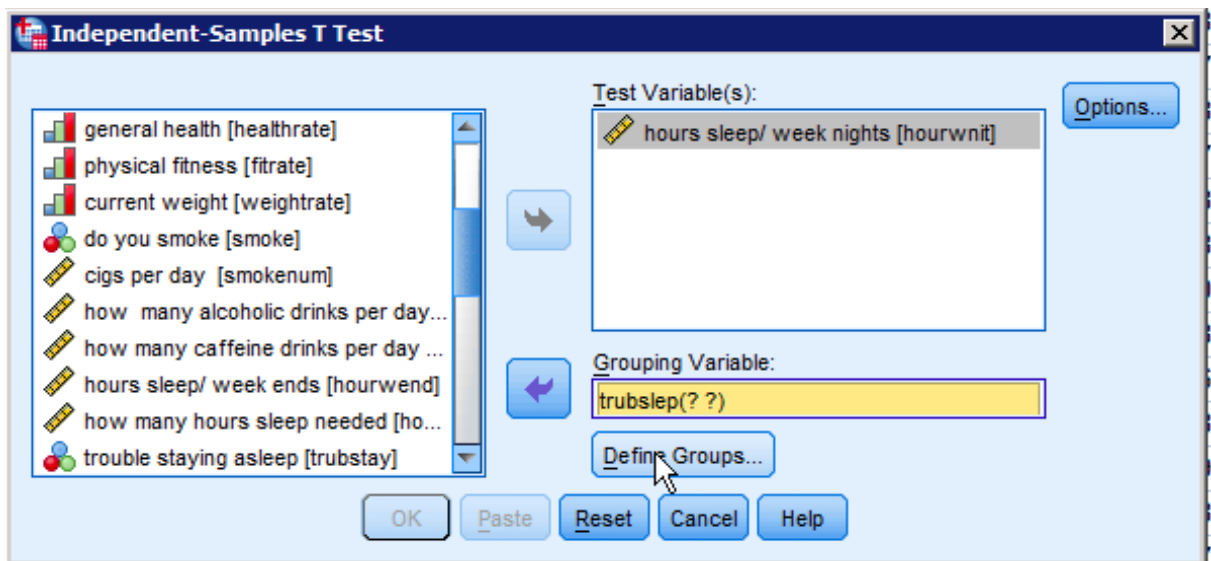 Independent-Samples T Test
general health [healthrate]
physical fitness [fitrate]
current weight [weightrate]
do you smoke [smoke]
cigs per day [smokenum]
how many alcoholic drinks per day...
how many caffeine drinks per day ...
hours sleep/ week ends [hourwend]
how many hours sleep needed [ho...
trouble staying asleep [trubstay]
Test Variable(s):
hours sleep/ week nights [hourwnit]
Options...
Grouping Variable:
trubslep(? ?)
Define Groups...
OK Paste Reset Cancel Help